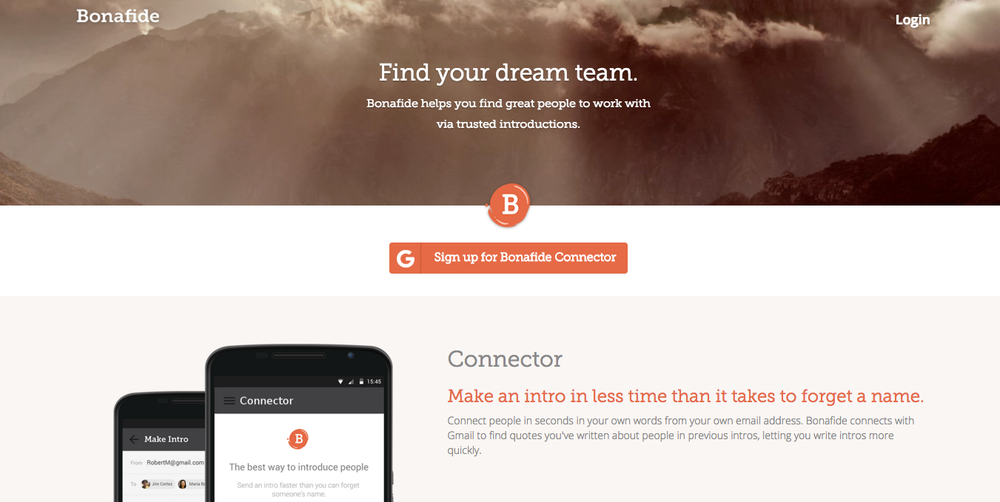 Bonafide
Login
Find your dream team.
Bonafide helps you find great people to work with
via trusted introductions.
B
G Sign up for Bonafide Connector
Connector
Make an intro in less time than it takes to forget a name.
Connect people in seconds in your own words from your own email address. Bonafide connects with
Gmail to find quotes you've written about people in previous intros, letting you write intros more
quickly.
15:45
Connector
B
The best way to introduce people
Send an intro faster than you can forget
someone's name.
Make Intro
From RobertM@gmail.com
To Jim Cortez Maria